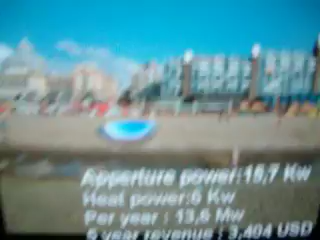 Apperture power:15,7 Kw
Heat power:6 Kw
Per year : 13,6 Mw
5 year revenue : 3,404 USD